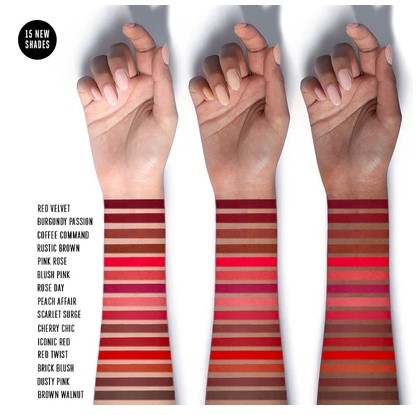 15 NEW
SHADES
RED VELVET
BURGUNDY PASSION
COFFEE COMMAND
RUSTIC BROWN
PINK ROSE
BLUSH PINK
ROSE DAY
PEACH AFFAIR
SCARLET SURGE
CHERRY CHIC
ICONIC RED
RED TWIST
BRICK BLUSH
DUSTY PINK
BROWN WALNUT